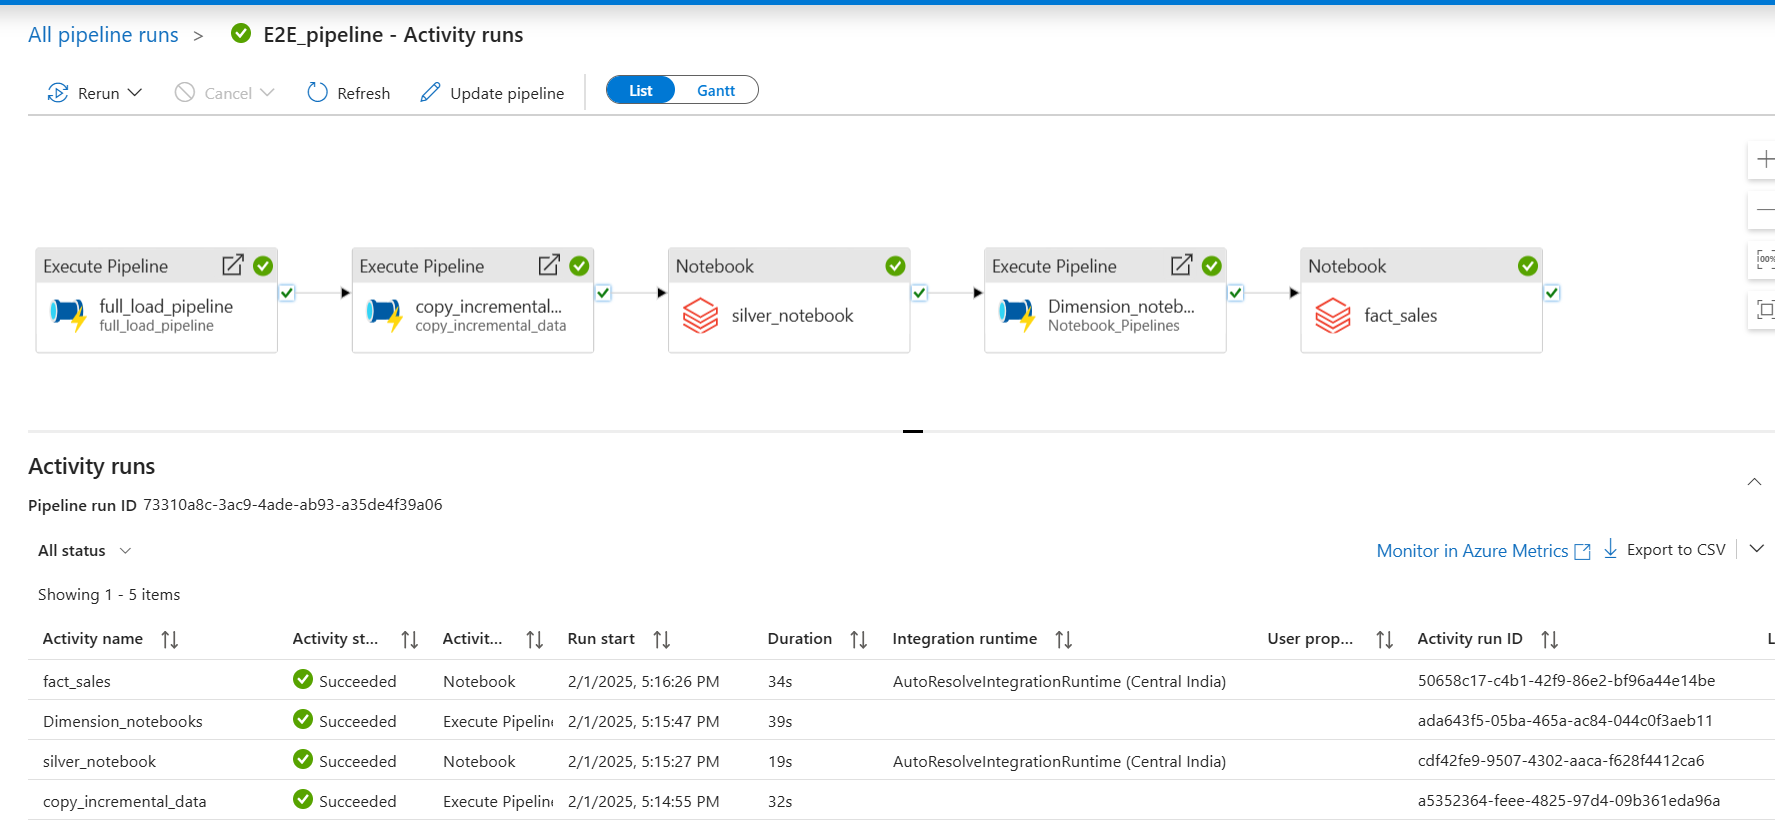 All pipeline runs > E2E_pipeline - Activity runs
Rerun Cancel Refresh Update pipeline List Gantt
Execute Pipeline
full_load_pipeline
full_load_pipeline
Execute Pipeline
copy_incremental...
copy_incremental_data
Notebook
silver_notebook
Execute Pipeline
Dimension_noteb...
Notebook_Pipelines
Notebook
fact_sales
Activity runs
Pipeline run ID 73310a8c-3ac9-4ade-ab93-a35de4f39a06
All status
Monitor in Azure Metrics Export to CSV
Showing 1 - 5 items
Activity name Activity st... Activit... Run start Duration Integration runtime User prop... Activity run ID L
fact_sales Succeeded Notebook 2/1/2025, 5:16:26 PM 34s AutoResolveIntegrationRuntime (Central India) 50658c17-c4b1-42f9-86e2-bf96a44e14be
Dimension_notebooks Succeeded Execute Pipelin 2/1/2025, 5:15:47 PM 39s ada643f5-05ba-465a-ac84-044c0f3aeb11
silver_notebook Succeeded Notebook 2/1/2025, 5:15:27 PM 19s AutoResolveIntegrationRuntime (Central India) cdf42fe9-9507-4302-aaca-f628f4412ca6
copy_incremental_data Succeeded Execute Pipelin 2/1/2025, 5:14:55 PM 32s a5352364-feee-4825-97d4-09b361eda96a